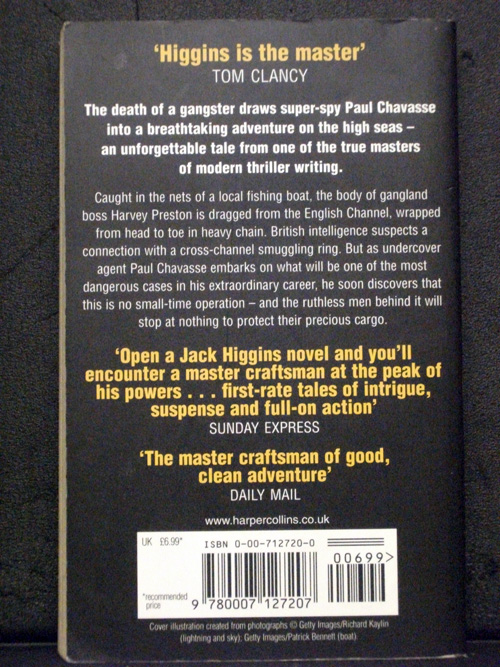 ‘Higgins is the master’
TOM CLANCY
The death of a gangster draws super-spy Paul Chavasse
into a breathtaking adventure on the high seas –
an unforgettable tale from one of the true masters
of modern thriller writing.
Caught in the nets of a local fishing boat, the body of gangland
boss Harvey Preston is dragged from the English Channel, wrapped
from head to toe in heavy chain. British intelligence suspects a
connection with a cross-channel smuggling ring. But as undercover
agent Paul Chavasse embarks on what will be one of the most
dangerous cases in his extraordinary career, he soon discovers that
this is no small-time operation – and the ruthless men behind it will
stop at nothing to protect their precious cargo.
‘Open a Jack Higgins novel and you’ll
encounter a master craftsman at the peak of
his powers . . . first-rate tales of intrigue,
suspense and full-on action’
SUNDAY EXPRESS
‘The master craftsman of good,
clean adventure’
DAILY MAIL
www.harpercollins.co.uk
UK £6.99*
ISBN 0-00-712720-0
00699>
*recommended
price
9 780007 127207
Cover illustration created from photographs © Getty Images/Richard Kaylin
(lightning and sky); Getty Images/Patrick Bennett (boat)